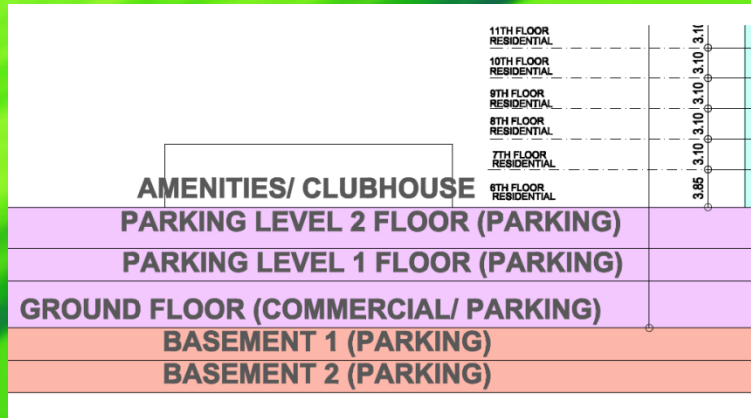 11TH FLOOR
RESIDENTIAL
10TH FLOOR
RESIDENTIAL
9TH FLOOR
RESIDENTIAL
8TH FLOOR
RESIDENTIAL
7TH FLOOR
RESIDENTIAL
6TH FLOOR
RESIDENTIAL
3.10
3.10
3.10
3.10
3.10
3.85
AMENITIES/ CLUBHOUSE
PARKING LEVEL 2 FLOOR (PARKING)
PARKING LEVEL 1 FLOOR (PARKING)
GROUND FLOOR (COMMERCIAL/ PARKING)
BASEMENT 1 (PARKING)
BASEMENT 2 (PARKING)